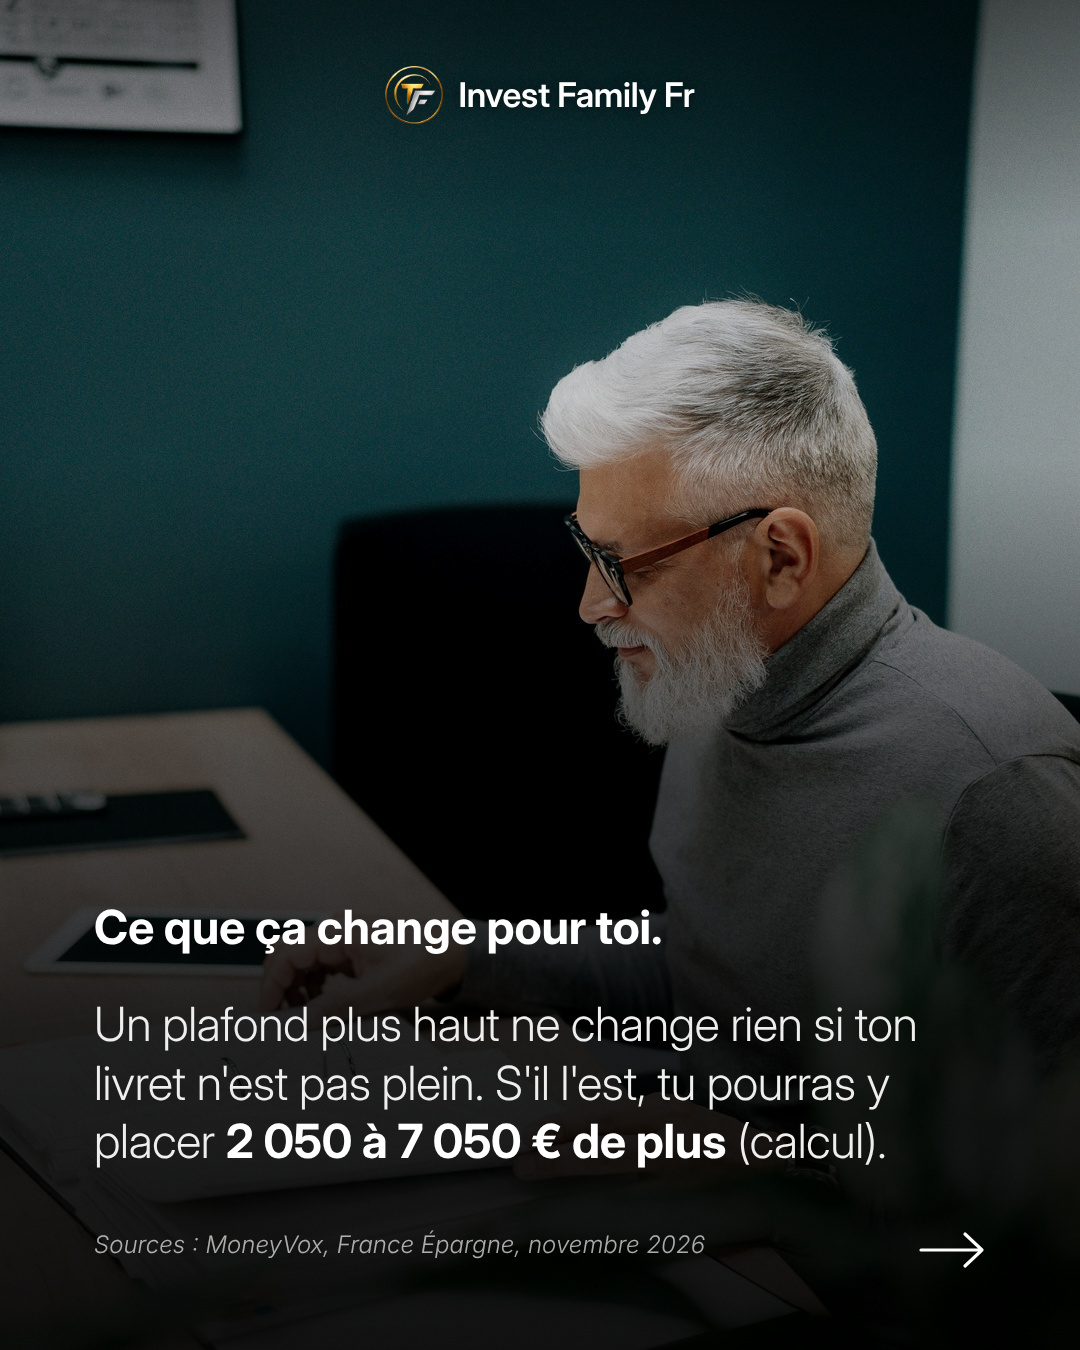 TF
Invest Family Fr
Ce que ça change pour toi.
Un plafond plus haut ne change rien si ton
livret n'est pas plein. S'il l'est, tu pourras y
placer 2 050 à 7 050 € de plus (calcul).
Sources : MoneyVox, France Épargne, novembre 2026